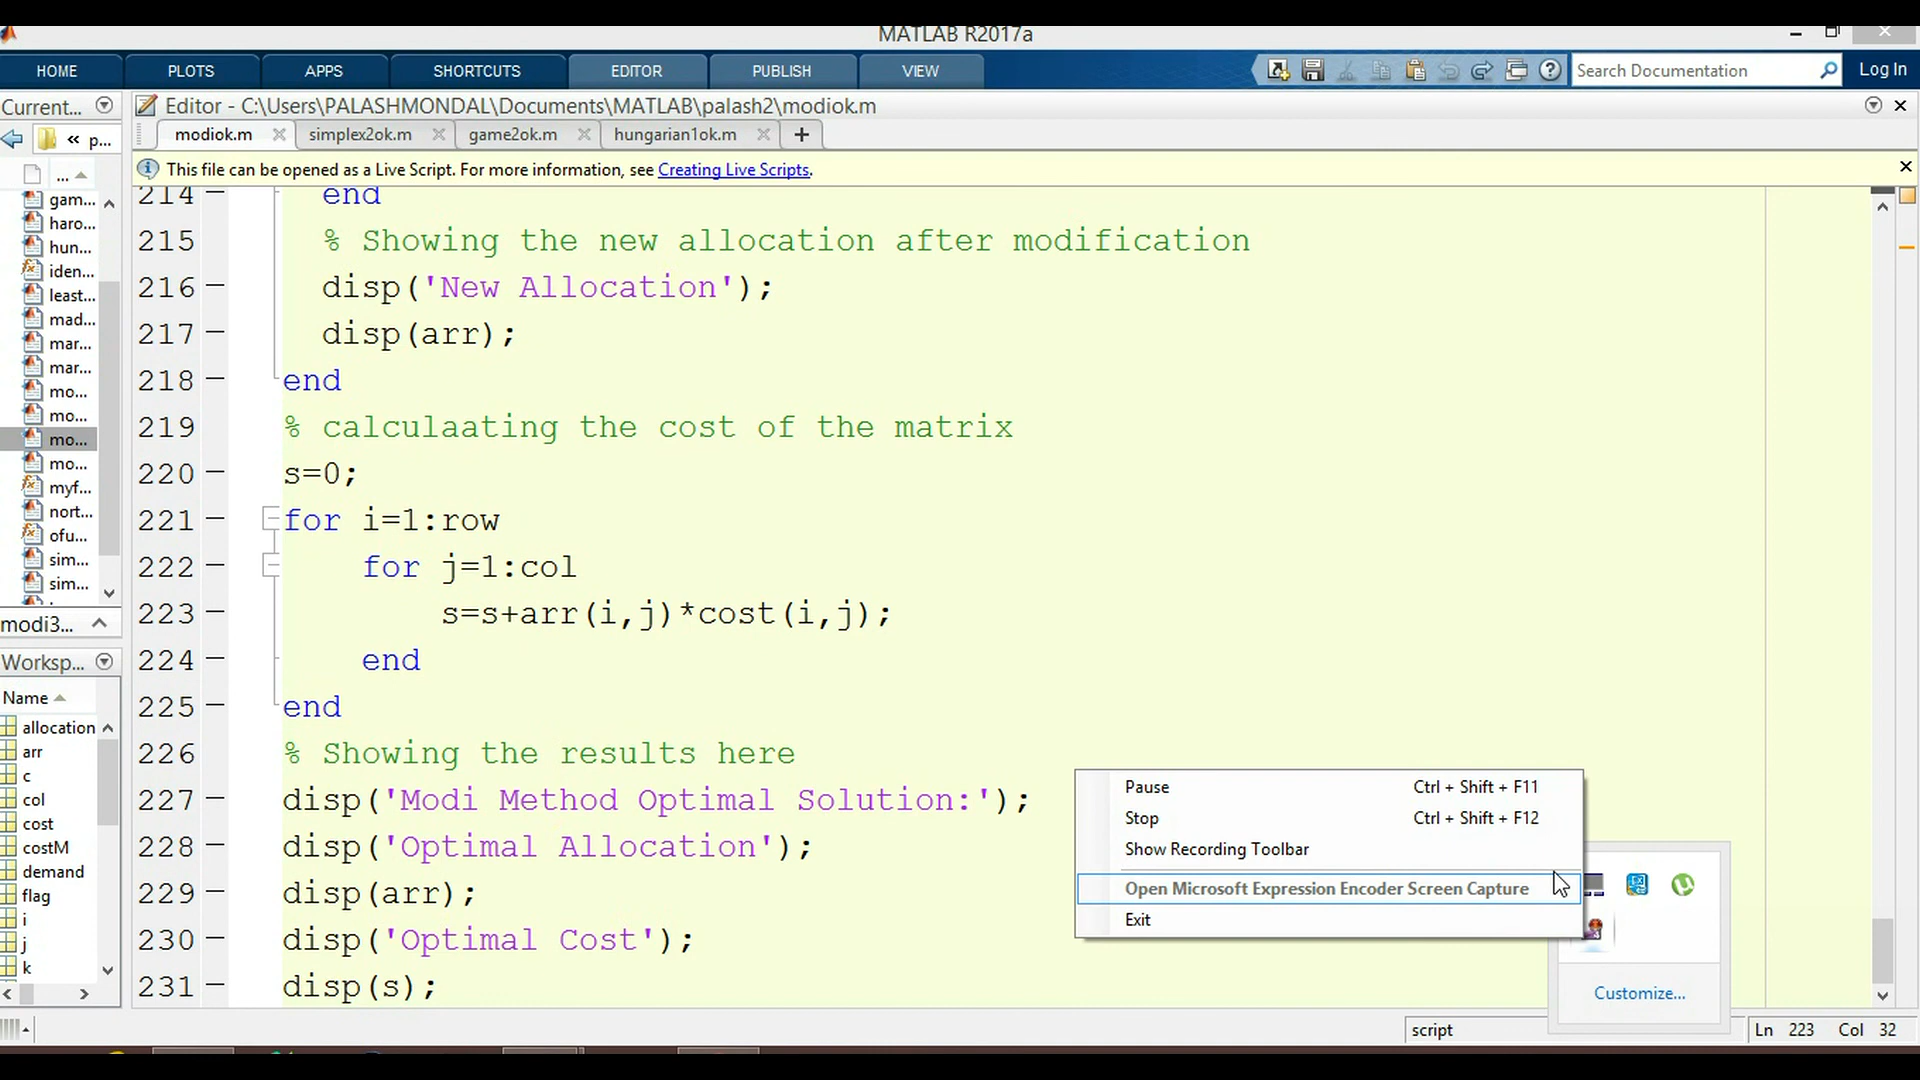 MATLAB R2017a
HOME
PLOTS
APPS
SHORTCUTS
EDITOR
PUBLISH
VIEW
Search Documentation
Log In
Current...
Editor - C:\Users\PALASHMONDAL\Documents\MATLAB\palash2\modiok.m
« p...
modiok.m
simplex2ok.m
game2ok.m
hungarian1ok.m
+
This file can be opened as a Live Script. For more information, see Creating Live Scripts.
...
gam...
haro...
hun...
iden...
least...
mad...
mar...
mar...
mo...
mo...
mo...
mo...
myf...
nort...
ofu...
sim...
sim...
modi3...
Worksp...
Name
allocation
arr
c
col
cost
costM
demand
flag
i
j
k
214 – end
215 % Showing the new allocation after modification
216 – disp('New Allocation');
217 – disp(arr);
218 – end
219 % calculaating the cost of the matrix
220 – s=0;
221 – for i=1:row
222 – for j=1:col
223 – s=s+arr(i,j)*cost(i,j);
224 – end
225 – end
226 % Showing the results here
227 – disp('Modi Method Optimal Solution:');
228 – disp('Optimal Allocation');
229 – disp(arr);
230 – disp('Optimal Cost');
231 – disp(s);
Pause Ctrl + Shift + F11
Stop Ctrl + Shift + F12
Show Recording Toolbar
Open Microsoft Expression Encoder Screen Capture
Exit
Customize...
script
Ln 223 Col 32